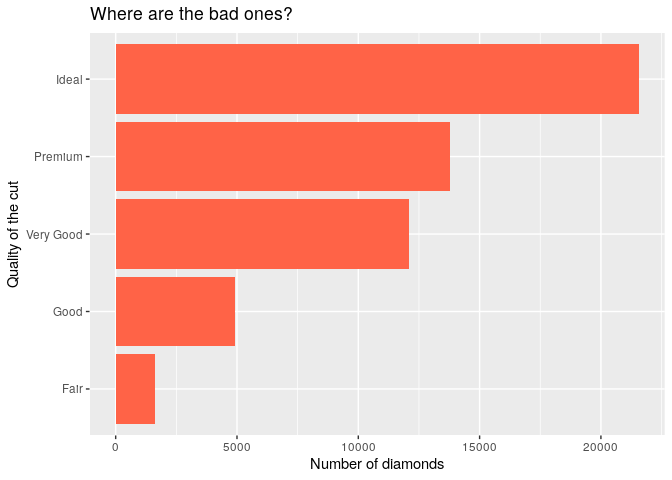 Where are the bad ones?
Quality of the cut
Ideal
Premium
Very Good
Good
Fair
0 5000 10000 15000 20000
Number of diamonds